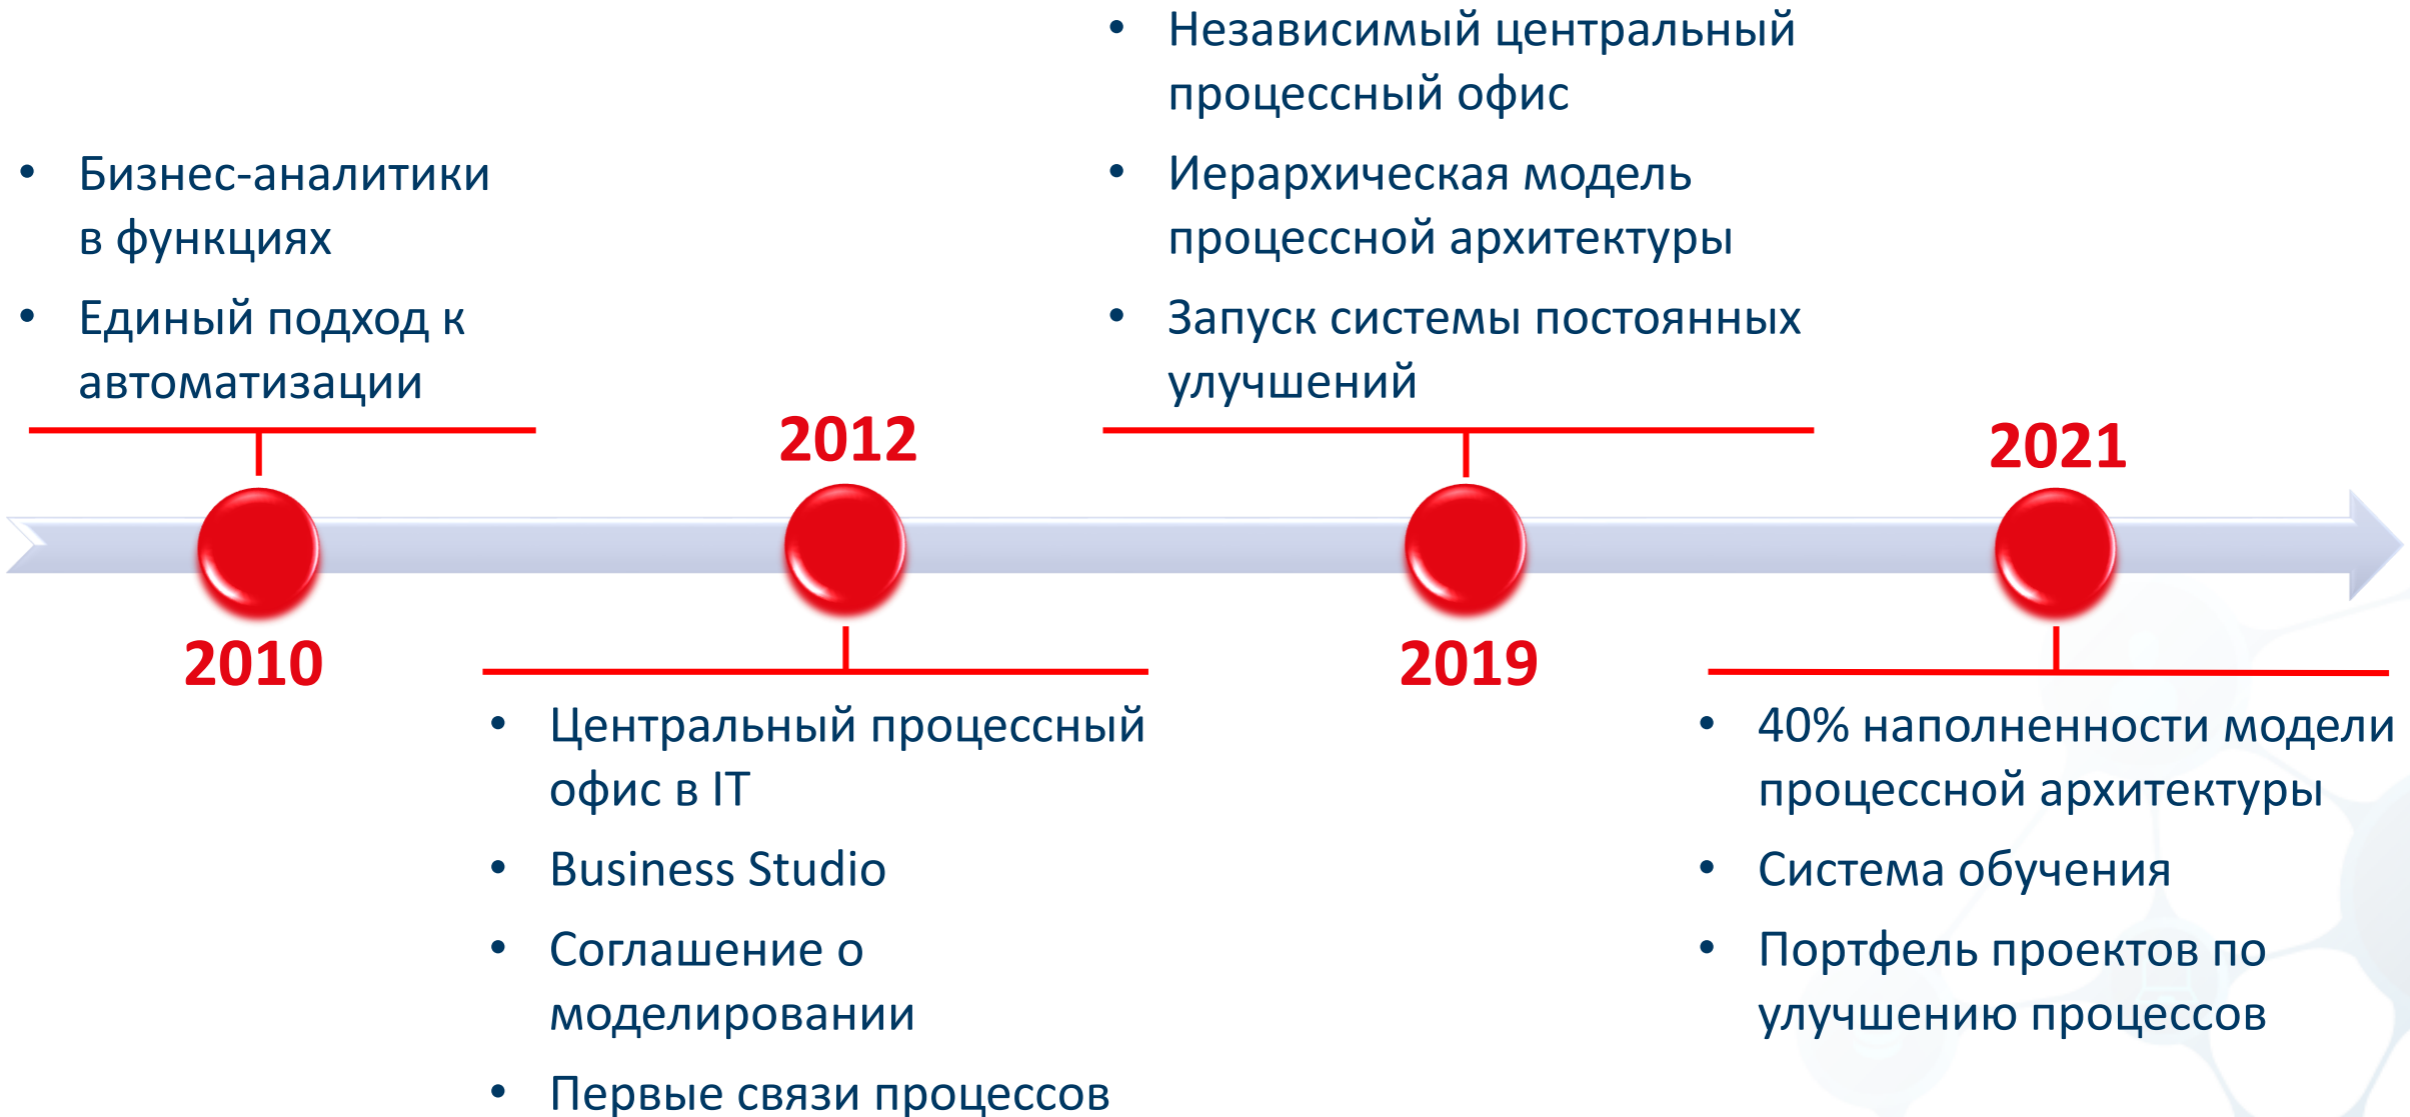 • Бизнес-аналитики
в функциях
• Единый подход к
автоматизации
2010
2012
• Центральный процессный
офис в IT
• Business Studio
• Соглашение о
моделировании
• Первые связи процессов
• Независимый центральный
процессный офис
• Иерархическая модель
процессной архитектуры
• Запуск системы постоянных
улучшений
2019
2021
• 40% наполненности модели
процессной архитектуры
• Система обучения
• Портфель проектов по
улучшению процессов